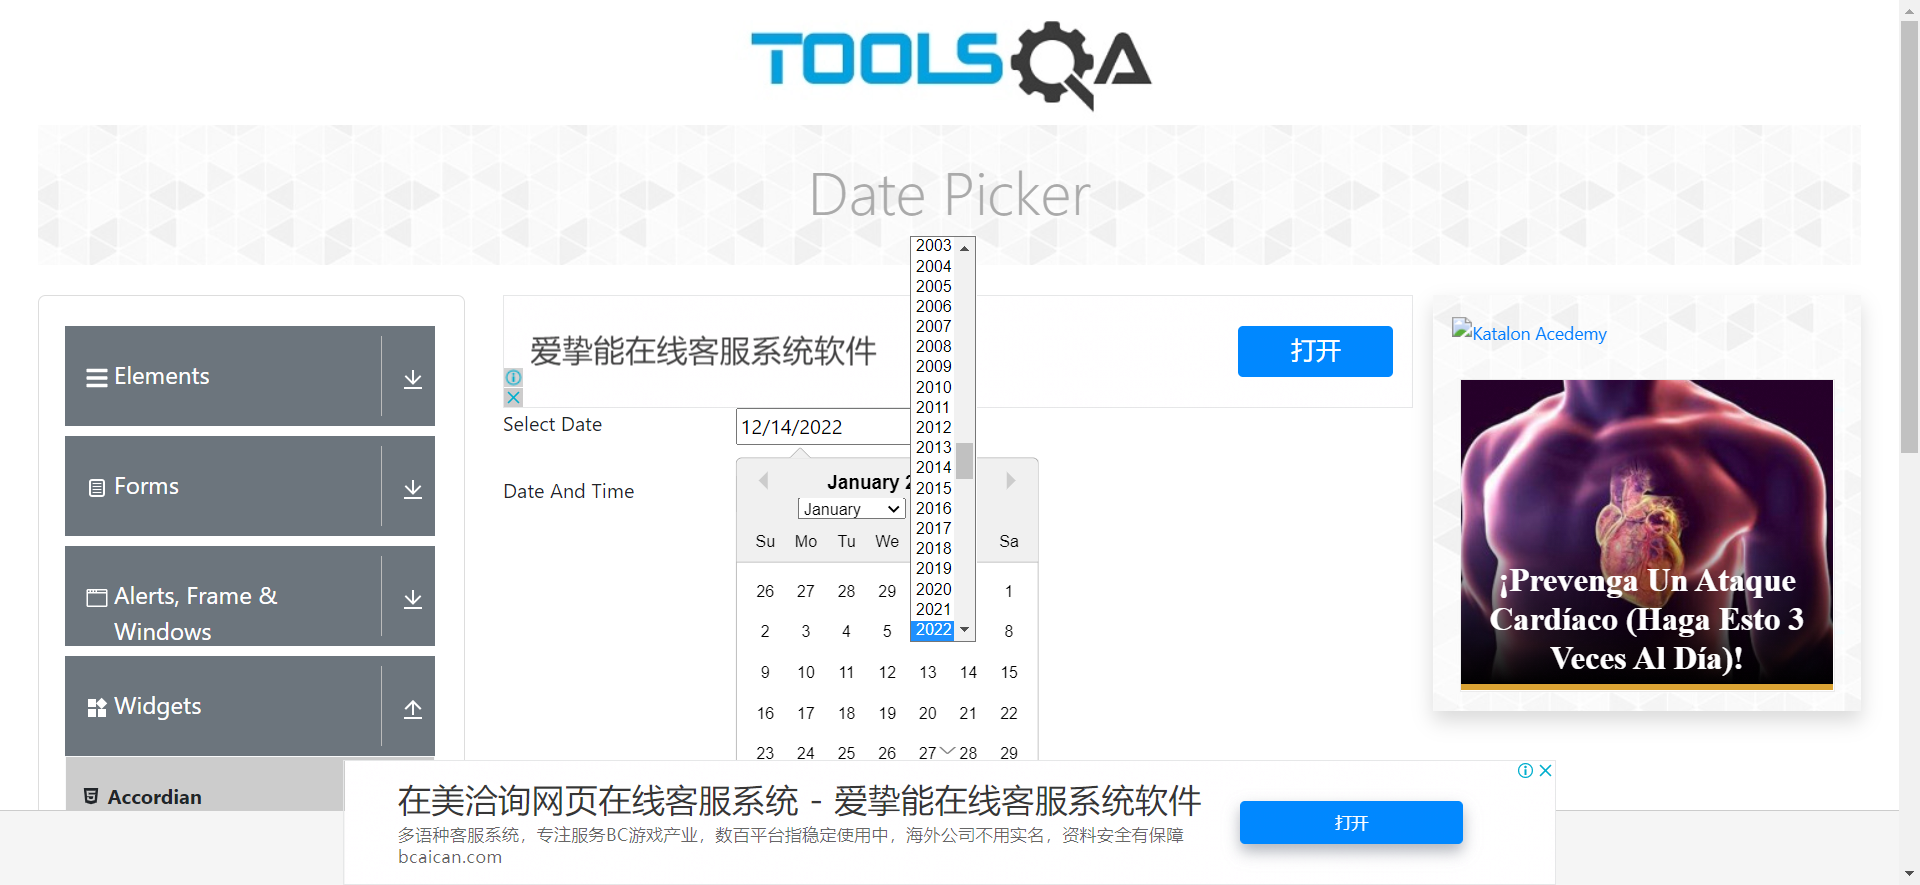 TOOLSQA
Date Picker
Elements
Forms
Alerts, Frame &
Windows
Widgets
Accordian
爱挚能在线客服系统软件
打开
Select Date
12/14/2022
Date And Time
January 2
January
Su Mo Tu We Sa
26 27 28 29 1
2 3 4 5 8
9 10 11 12 13 14 15
16 17 18 19 20 21 22
23 24 25 26 27 28 29
2003
2004
2005
2006
2007
2008
2009
2010
2011
2012
2013
2014
2015
2016
2017
2018
2019
2020
2021
2022
Katalon Acedemy
¡Prevenga Un Ataque
Cardíaco (Haga Esto 3
Veces Al Día)!
在美洽询网页在线客服系统 - 爱挚能在线客服系统软件
多语种客服系统，专注服务BC游戏产业，数百平台指稳定使用中，海外公司不用实名，资料安全有保障
bcaican.com
打开